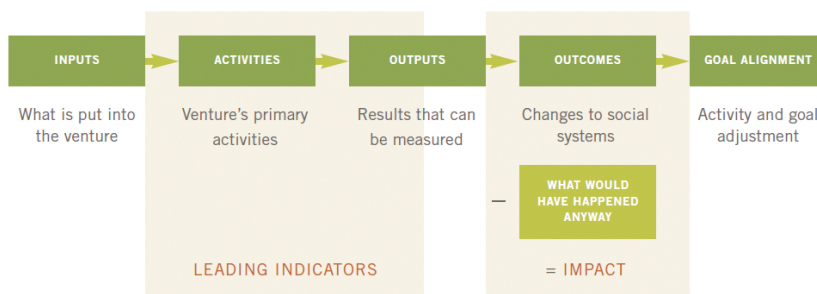 INPUTS
ACTIVITIES
OUTPUTS
OUTCOMES
GOAL ALIGNMENT
What is put into
the venture
Venture's primary
activities
Results that can
be measured
Changes to social
systems
Activity and goal
adjustment
–
WHAT WOULD
HAVE HAPPENED
ANYWAY
LEADING INDICATORS
= IMPACT